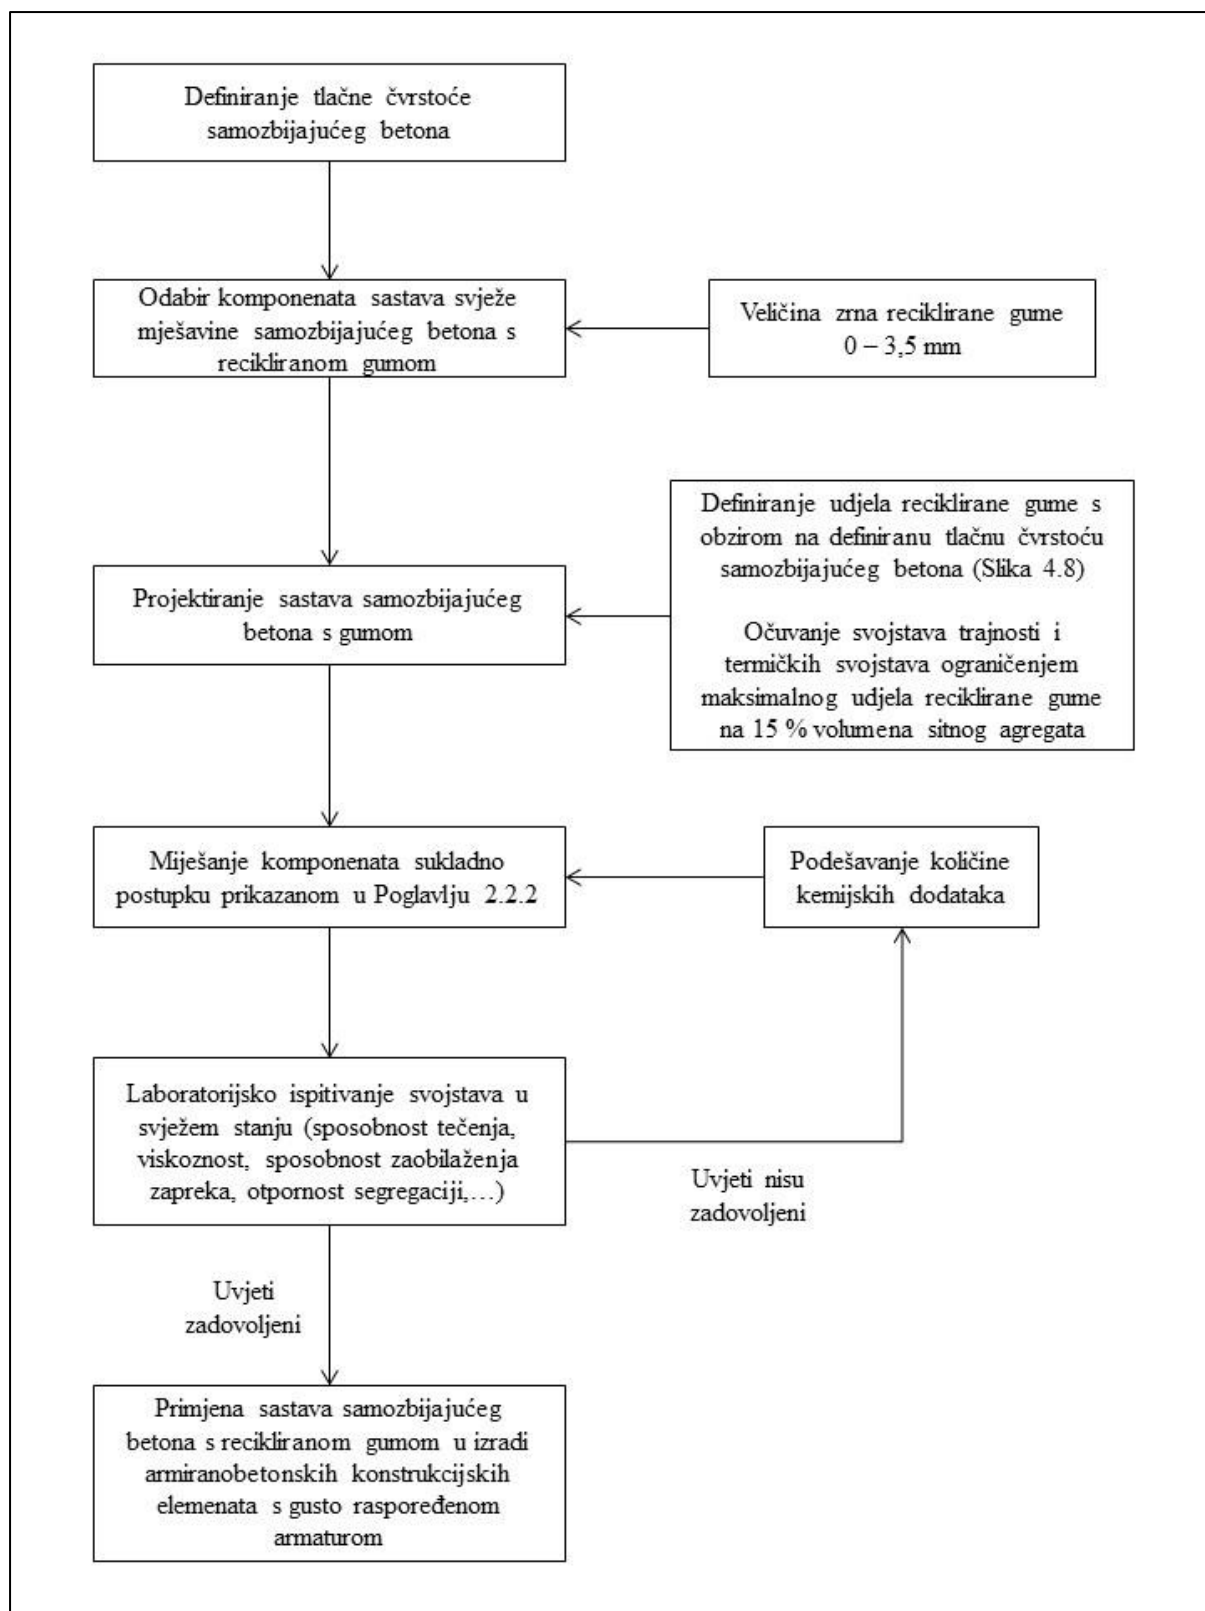 Definiranje tlačne čvrstoće
samozbijajućeg betona
Odabir komponenata sastava svježe
mješavine samozbijajućeg betona s
recikliranom gumom
Veličina zrna reciklirane gume
0 – 3,5 mm
Definiranje udjela reciklirane gume s
obzirom na definiranu tlačnu čvrstoću
samozbijajućeg betona (Slika 4.8)
Očuvanje svojstava trajnosti i
termičkih svojstava ograničenjem
maksimalnog udjela reciklirane gume
na 15 % volumena sitnog agregata
Projektiranje sastava samozbijajućeg
betona s gumom
Miješanje komponenata sukladno
postupku prikazanom u Poglavlju 2.2.2
Podešavanje količine
kemijskih dodataka
Laboratorijsko ispitivanje svojstava u
svježem stanju (sposobnost tečenja,
viskoznost, sposobnost zaobilaženja
zapreka, otpornost segregaciji,…)
Uvjeti nisu
zadovoljeni
Uvjeti
zadovoljeni
Primjena sastava samozbijajućeg
betona s recikliranom gumom u izradi
armiranobetonskih konstrukcijskih
elemenata s gusto raspoređenom
armaturom